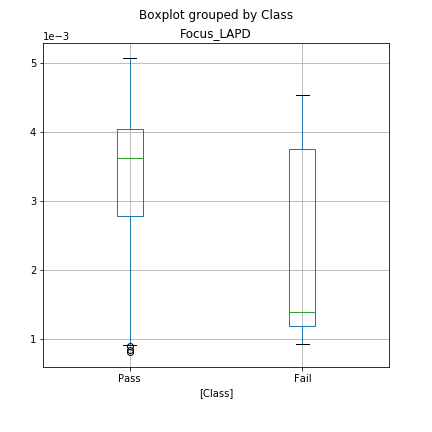 Boxplot grouped by Class
Focus_LAPD
1e−3
5
4
3
2
1
Pass Fail
[Class]